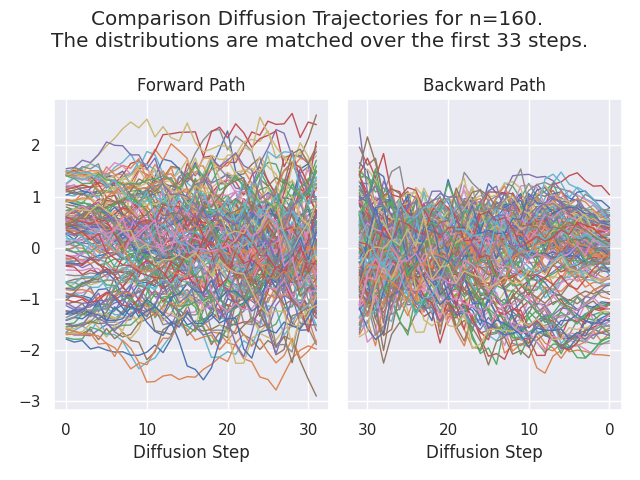 Comparison Diffusion Trajectories for n=160.
The distributions are matched over the first 33 steps.
Forward Path
Backward Path
2
1
0
−1
−2
−3
0 10 20 30
30 20 10 0
Diffusion Step
Diffusion Step